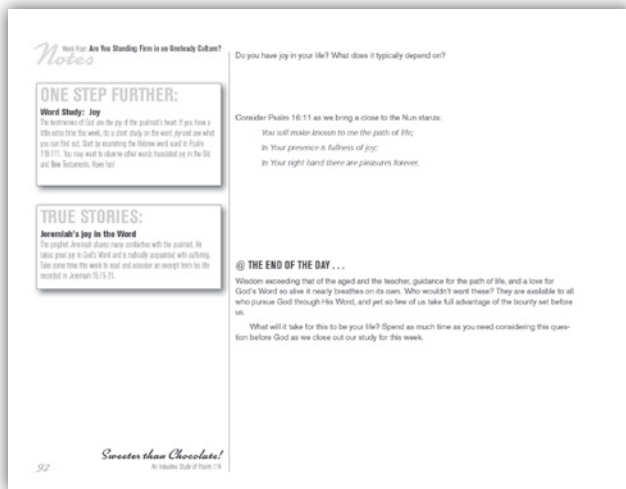 Notes
Week Four: Are You Standing Firm in an Unsteady Culture?
ONE STEP FURTHER:
Word Study: Joy
The testimonies of God are the joy of the psalmist's heart. If you have a
little extra time this week, do a short study on the word joy and see what
you can find out. Start by examining the Hebrew word used in Psalm
119:111. You may want to observe other words translated joy in the Old
and New Testaments. Have fun!
TRUE STORIES:
Jeremiah's joy in the Word
The prophet Jeremiah shares many similarities with the psalmist. He
takes great joy in God's Word and is radically acquainted with suffering.
Take some time this week to read and consider an excerpt from his life
recorded in Jeremiah 15:15-21.
Do you have joy in your life? What does it typically depend on?
Consider Psalm 16:11 as we bring a close to the Nun stanza:
You will make known to me the path of life;
In Your presence is fullness of joy;
In Your right hand there are pleasures forever.
@ THE END OF THE DAY . . .
Wisdom exceeding that of the aged and the teacher, guidance for the path of life, and a love for
God's Word so alive it nearly breathes on its own. Who wouldn't want these? They are available to all
who pursue God through His Word, and yet so few of us take full advantage of the bounty set before
us.
What will it take for this to be your life? Spend as much time as you need considering this ques-
tion before God as we close out our study for this week.
92
Sweeter than Chocolate!
An Inductive Study of Psalm 119